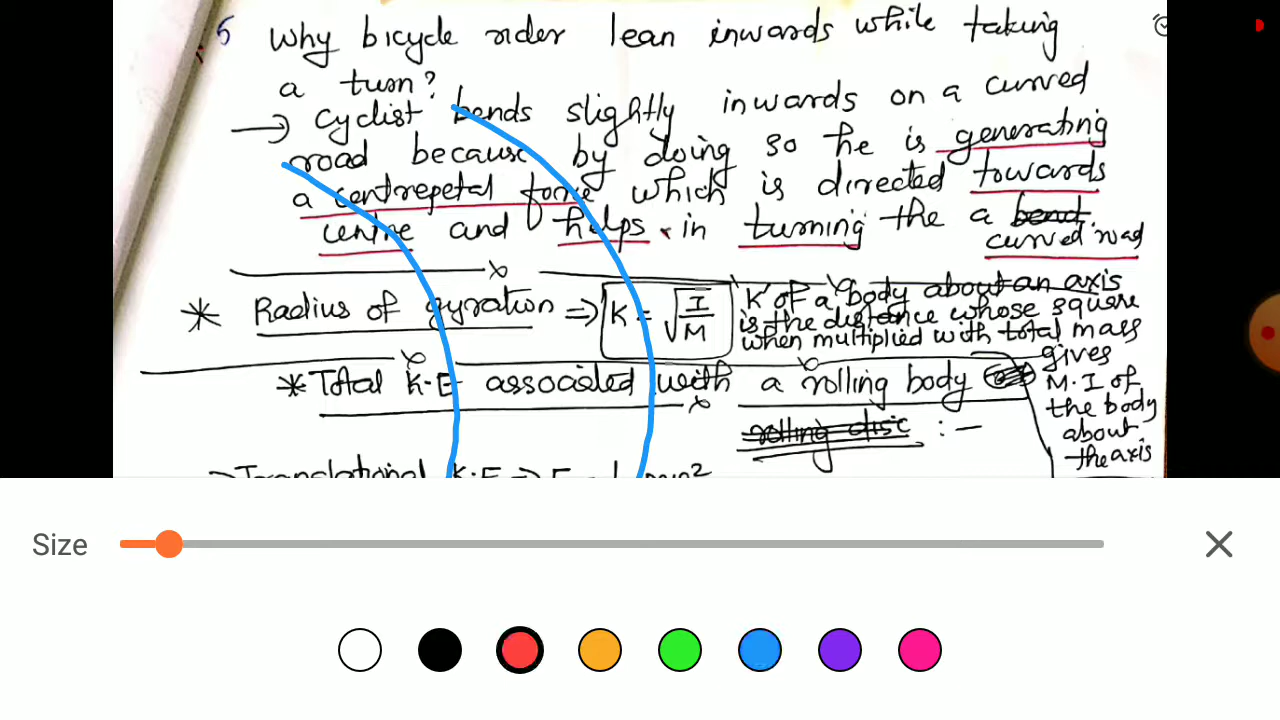 5 Why bicycle rider lean inwards while taking
a turn?
→ Cyclist bends slightly inwards on a curved
road because by doing so he is generating
a centrepetal force which is directed towards
centre and helps in turning the a bend.
curved road
* Radius of gyration ⇒ K = √I/M
'K' of a body about an axis
is the distance whose square
when multiplied with total mass
gives
M.I of
the body
about
the axis
* Total K.E associated with a rolling body
rolling disc :-
→ Translational K.E ⇒
Size